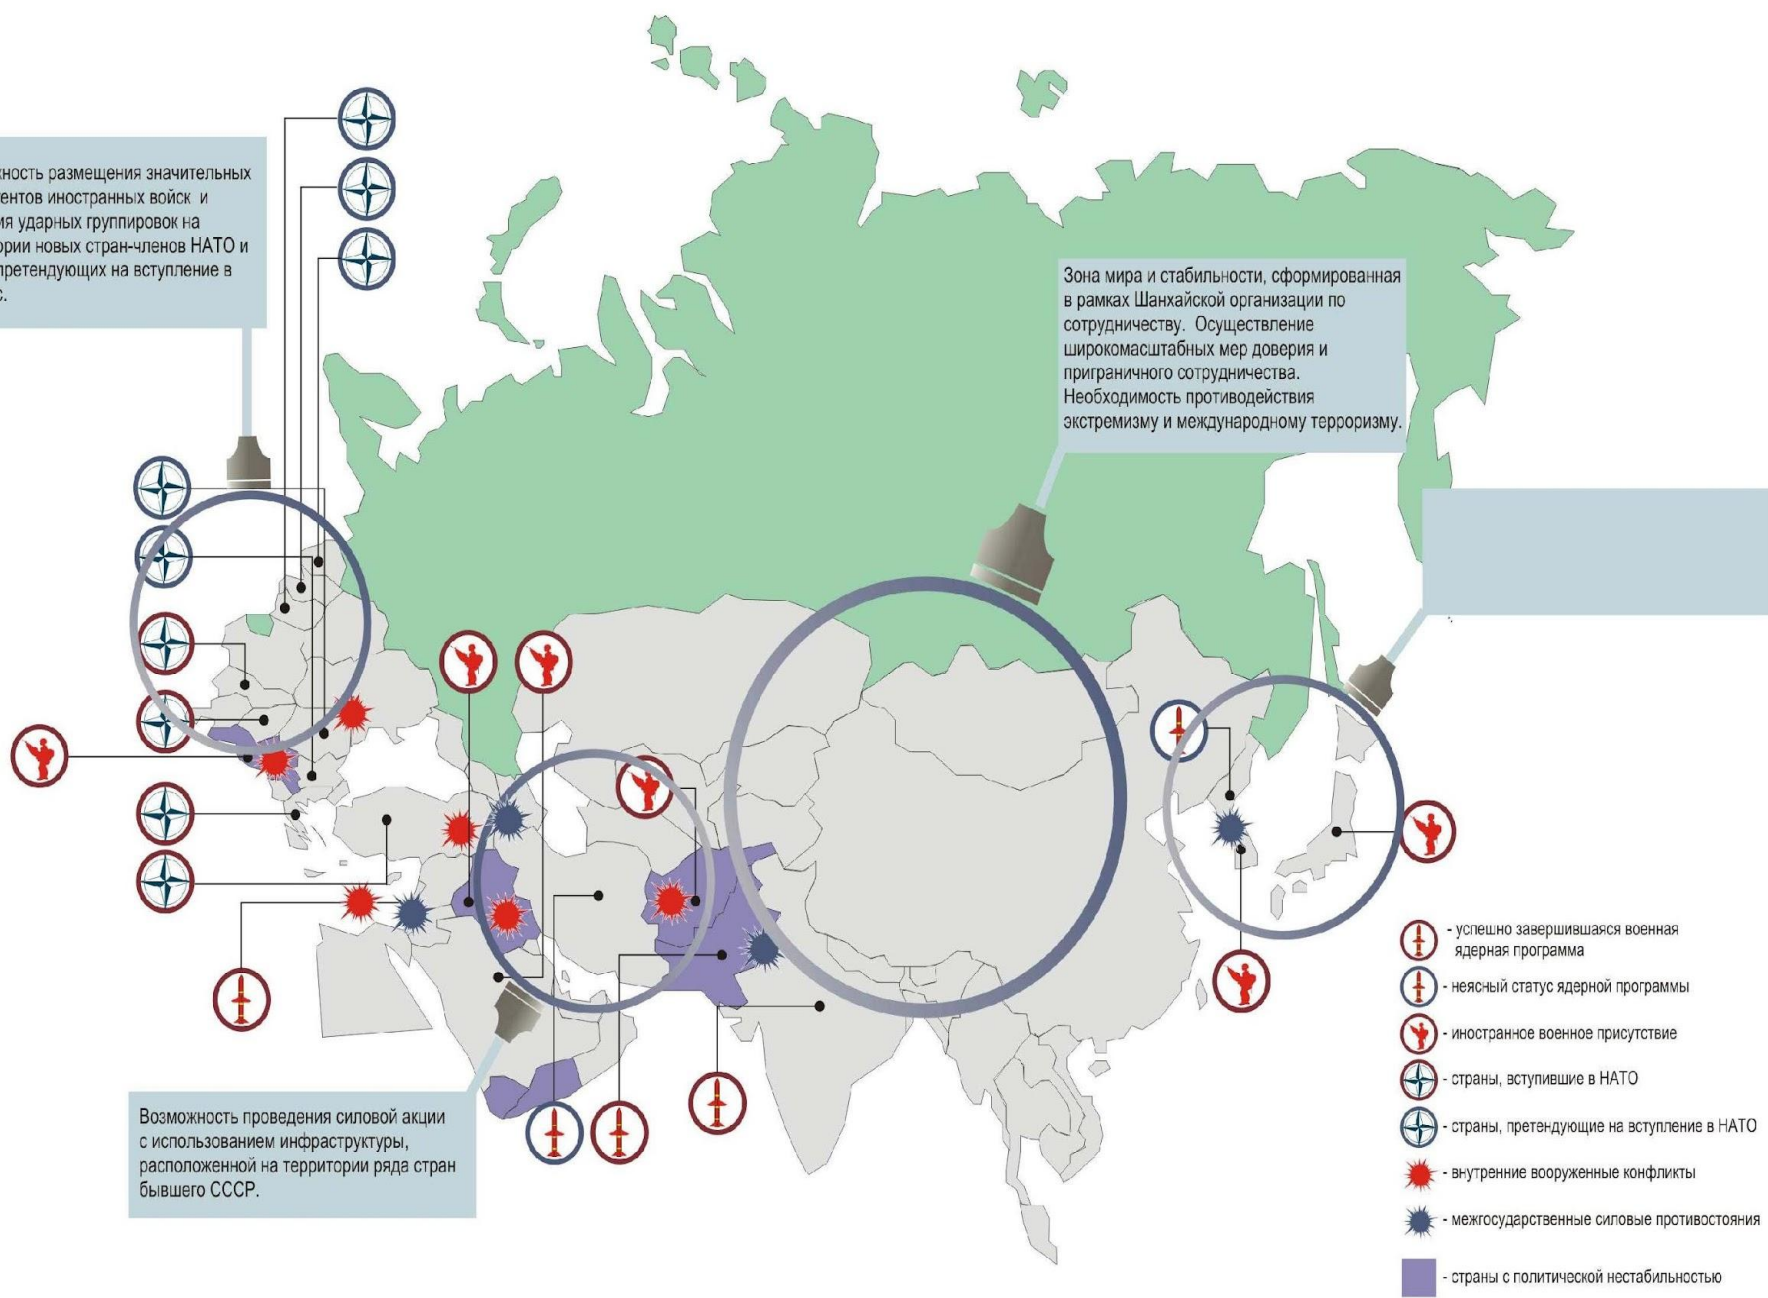 ность размещения значительных
ентов иностранных войск и
ия ударных группировок на
ории новых стран-членов НАТО и
претендующих на вступление в
с.
Зона мира и стабильности, сформированная
в рамках Шанхайской организации по
сотрудничеству. Осуществление
широкомасштабных мер доверия и
приграничного сотрудничества.
Необходимость противодействия
экстремизму и международному терроризму.
Возможность проведения силовой акции
с использованием инфраструктуры,
расположенной на территории ряда стран
бывшего СССР.
- успешно завершившаяся военная
ядерная программа
- неясный статус ядерной программы
- иностранное военное присутствие
- страны, вступившие в НАТО
- страны, претендующие на вступление в НАТО
- внутренние вооруженные конфликты
- межгосударственные силовые противостояния
- страны с политической нестабильностью